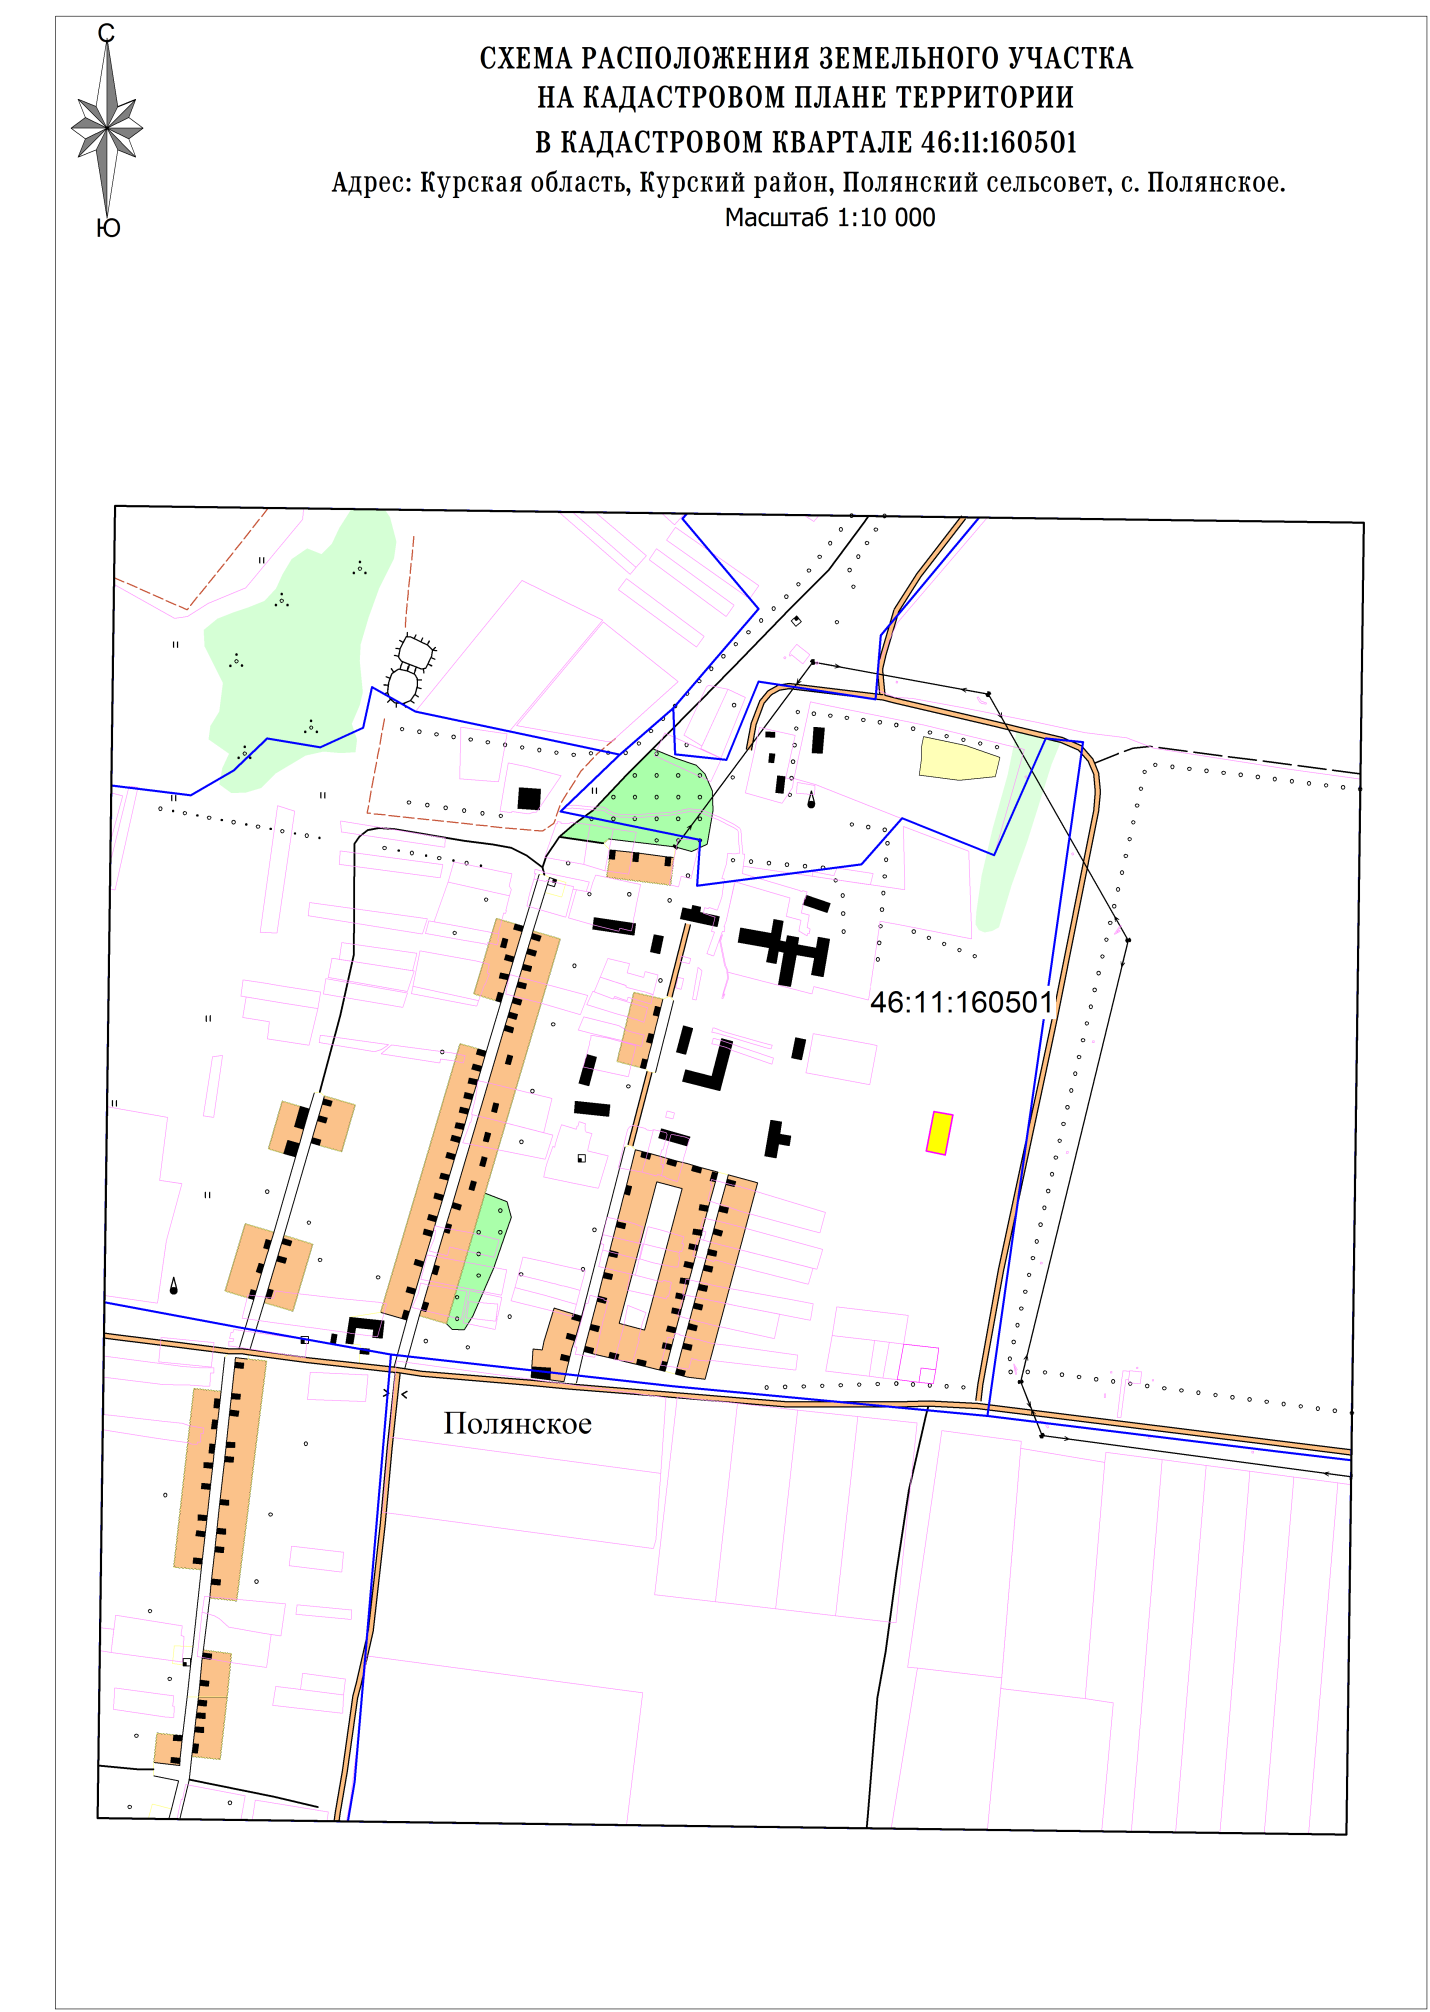 С
СХЕМА РАСПОЛОЖЕНИЯ ЗЕМЕЛЬНОГО УЧАСТКА
НА КАДАСТРОВОМ ПЛАНЕ ТЕРРИТОРИИ
В КАДАСТРОВОМ КВАРТАЛЕ 46:11:160501
Адрес: Курская область, Курский район, Полянский сельсовет, с. Полянское.
Масштаб 1:10 000
Ю
46:11:160501
Полянское